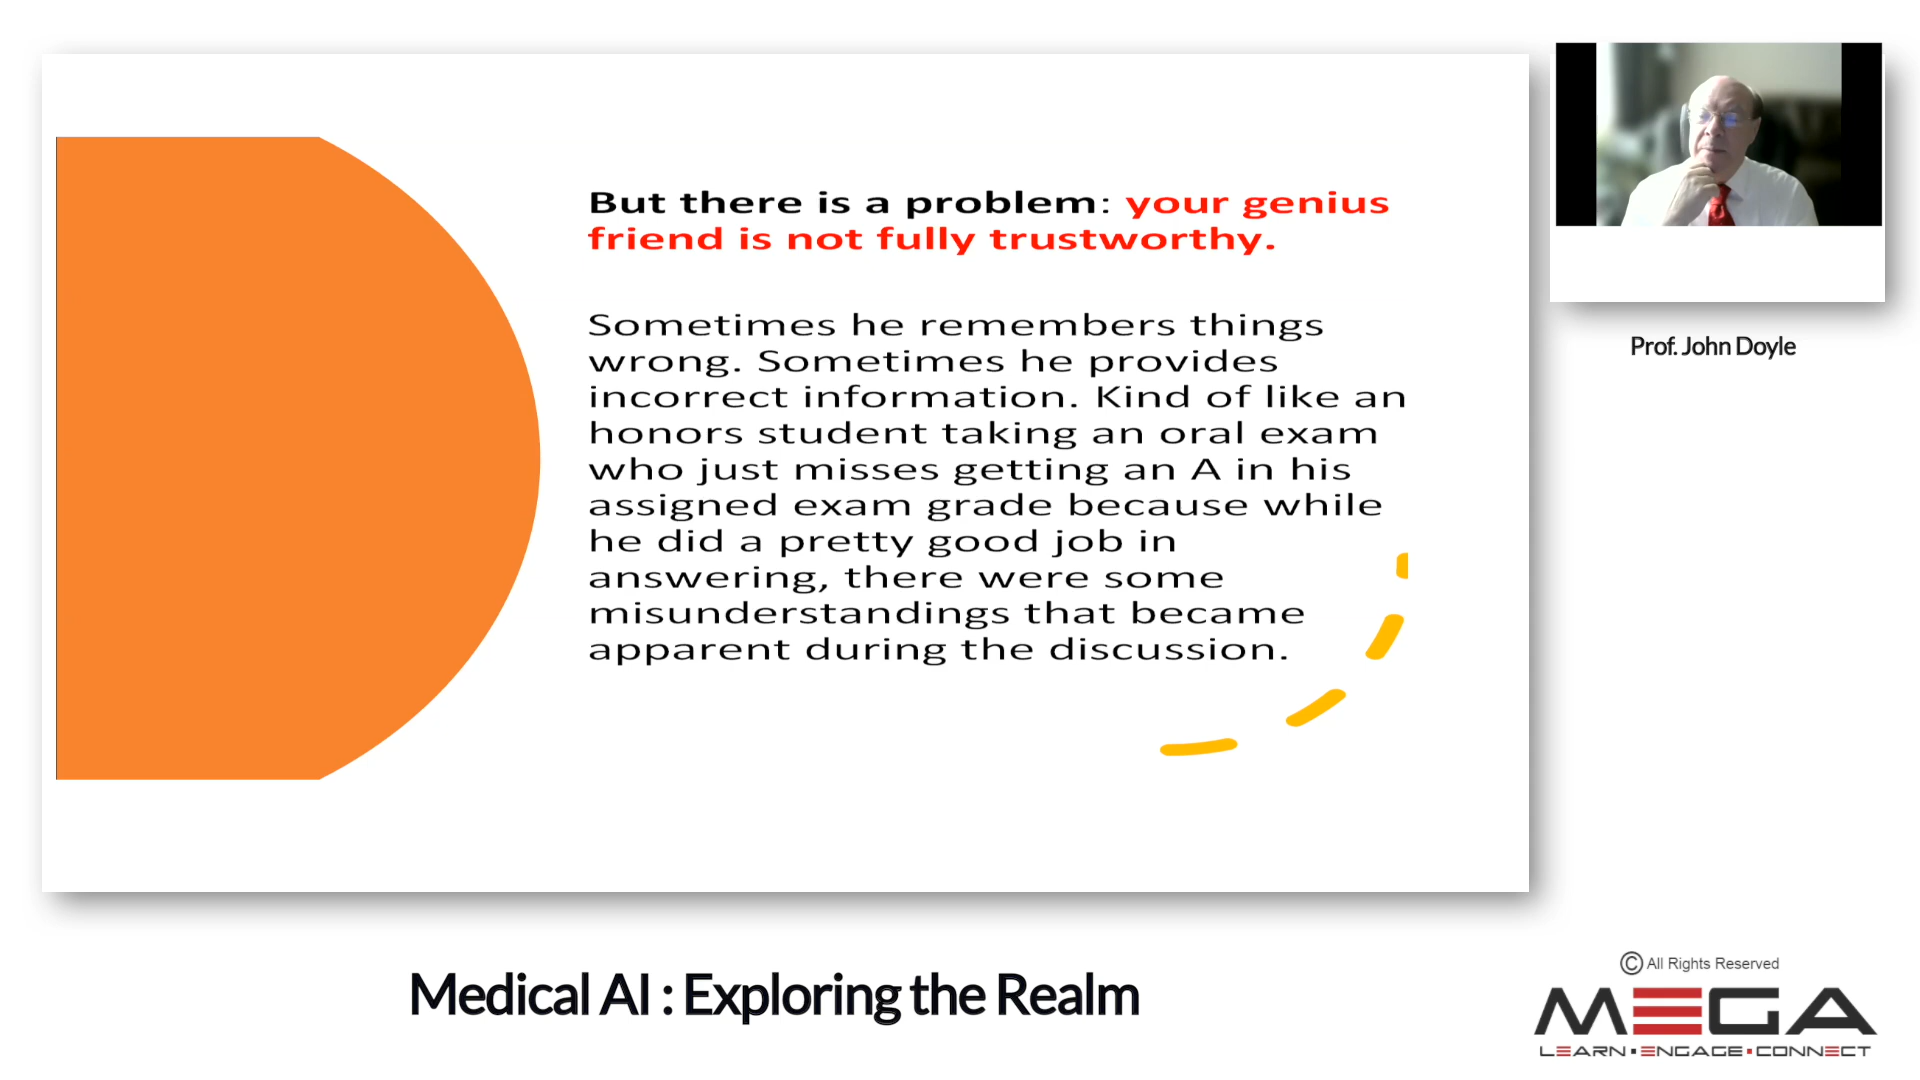 But there is a problem: your genius
friend is not fully trustworthy.
Sometimes he remembers things
wrong. Sometimes he provides
incorrect information. Kind of like an
honors student taking an oral exam
who just misses getting an A in his
assigned exam grade because while
he did a pretty good job in
answering, there were some
misunderstandings that became
apparent during the discussion.
Prof. John Doyle
Medical AI : Exploring the Realm
© All Rights Reserved
MEGA
LEARN▪ENGAGE▪CONNECT